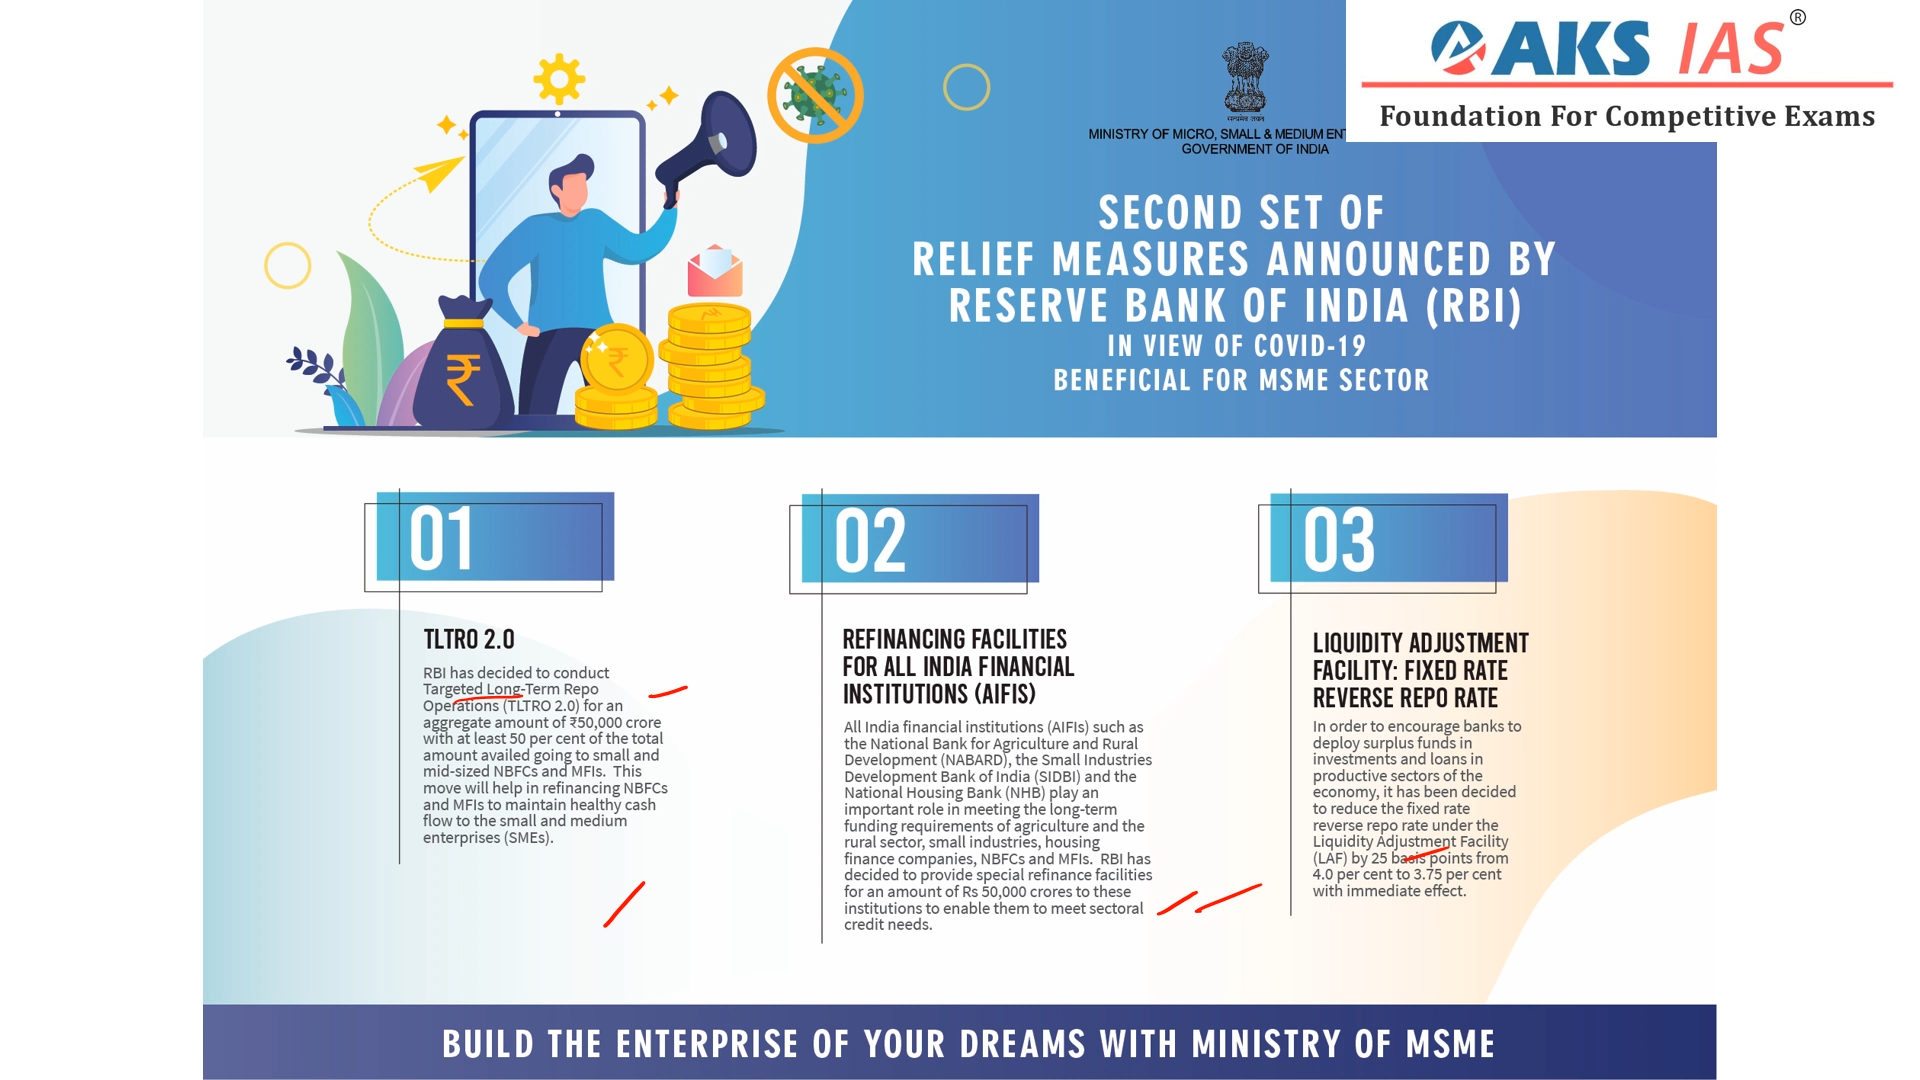 AKS IAS®
Foundation For Competitive Exams
सत्यमेव जयते
MINISTRY OF MICRO, SMALL & MEDIUM ENT
GOVERNMENT OF INDIA
SECOND SET OF
RELIEF MEASURES ANNOUNCED BY
RESERVE BANK OF INDIA (RBI)
IN VIEW OF COVID-19
BENEFICIAL FOR MSME SECTOR
₹
₹
01
TLTRO 2.0
RBI has decided to conduct
Targeted Long-Term Repo
Operations (TLTRO 2.0) for an
aggregate amount of ₹50,000 crore
with at least 50 per cent of the total
amount availed going to small and
mid-sized NBFCs and MFIs. This
move will help in refinancing NBFCs
and MFIs to maintain healthy cash
flow to the small and medium
enterprises (SMEs).
02
REFINANCING FACILITIES
FOR ALL INDIA FINANCIAL
INSTITUTIONS (AIFIS)
All India financial institutions (AIFIs) such as
the National Bank for Agriculture and Rural
Development (NABARD), the Small Industries
Development Bank of India (SIDBI) and the
National Housing Bank (NHB) play an
important role in meeting the long-term
funding requirements of agriculture and the
rural sector, small industries, housing
finance companies, NBFCs and MFIs. RBI has
decided to provide special refinance facilities
for an amount of Rs 50,000 crores to these
institutions to enable them to meet sectoral
credit needs.
03
LIQUIDITY ADJUSTMENT
FACILITY: FIXED RATE
REVERSE REPO RATE
In order to encourage banks to
deploy surplus funds in
investments and loans in
productive sectors of the
economy, it has been decided
to reduce the fixed rate
reverse repo rate under the
Liquidity Adjustment Facility
(LAF) by 25 basis points from
4.0 per cent to 3.75 per cent
with immediate effect.
BUILD THE ENTERPRISE OF YOUR DREAMS WITH MINISTRY OF MSME